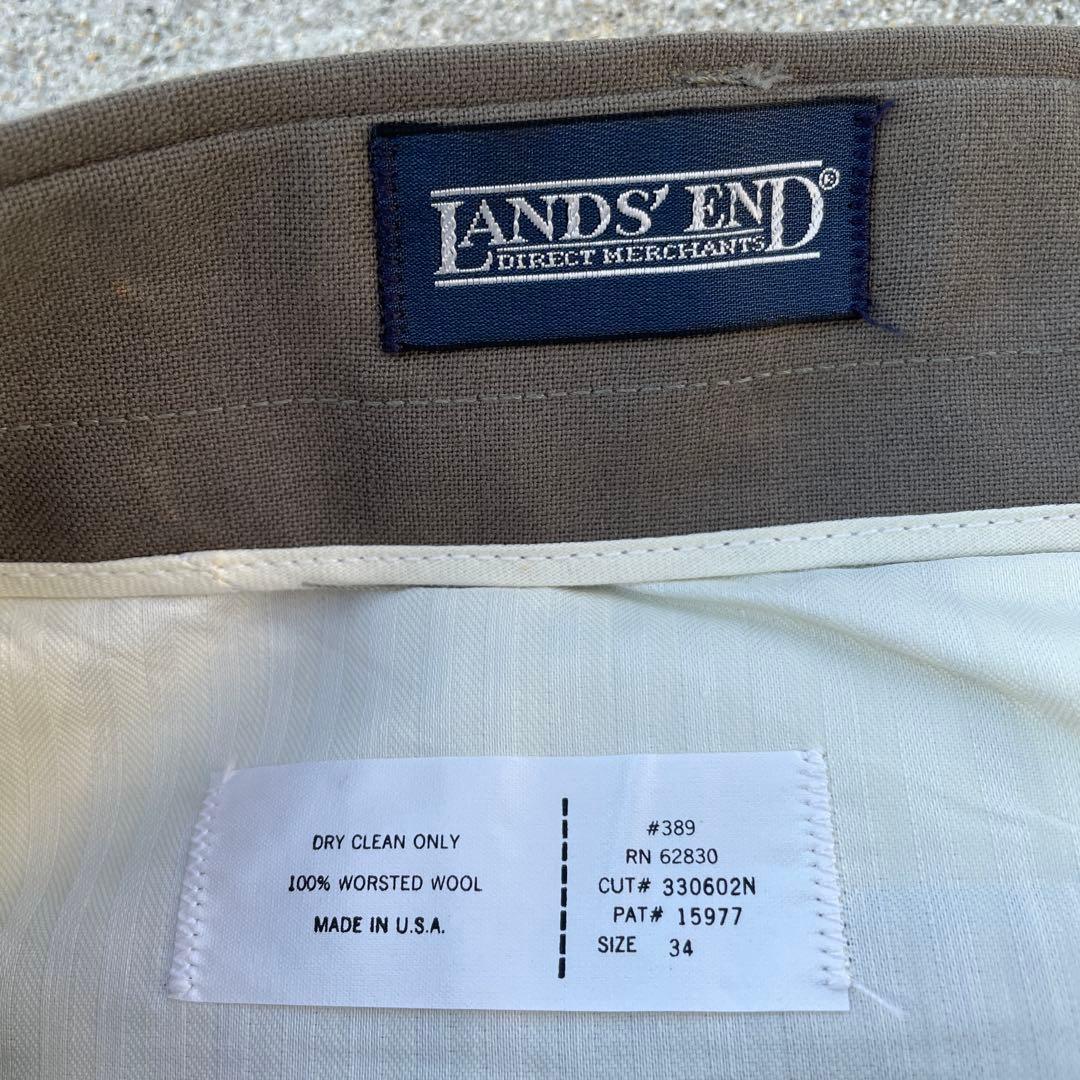 LANDS' END®
DIRECT MERCHANTS
DRY CLEAN ONLY
100% WORSTED WOOL
MADE IN U.S.A.
#389
RN 62830
CUT# 330602N
PAT# 15977
SIZE 34